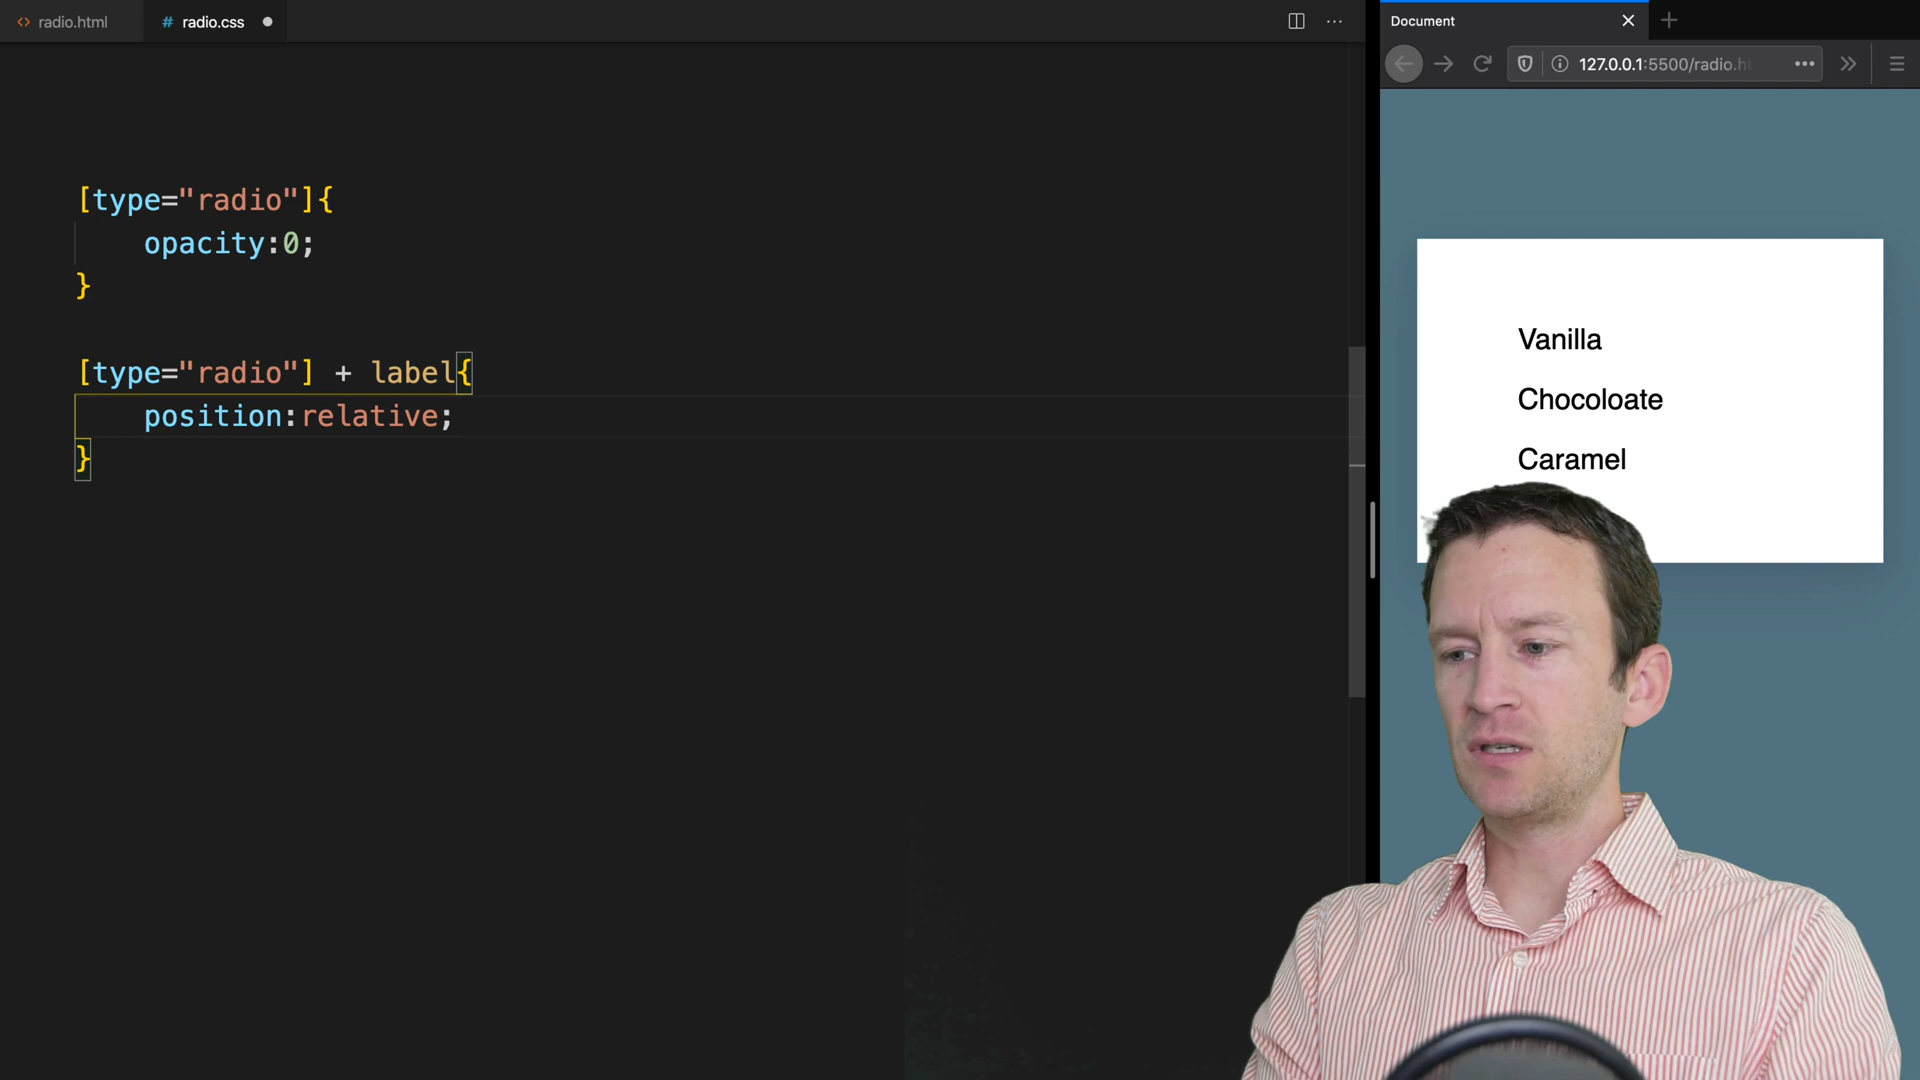 radio.html
# radio.css
[type="radio"]{
opacity:0;
}
[type="radio"] + label{
position:relative;
}
Document
127.0.0.1:5500/radio.ht
Vanilla
Chocoloate
Caramel